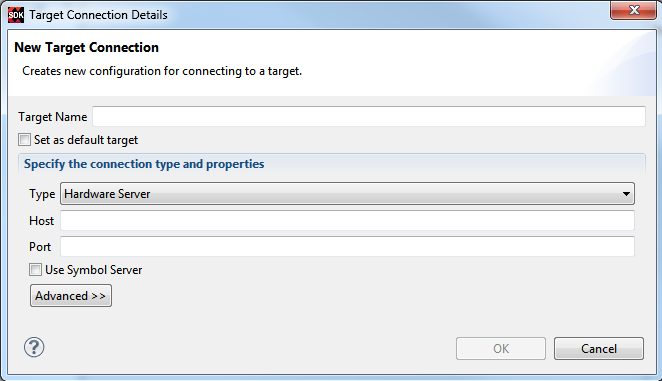 SDK Target Connection Details
New Target Connection
Creates new configuration for connecting to a target.
Target Name
Set as default target
Specify the connection type and properties
Type Hardware Server
Host
Port
Use Symbol Server
Advanced >>
? OK Cancel